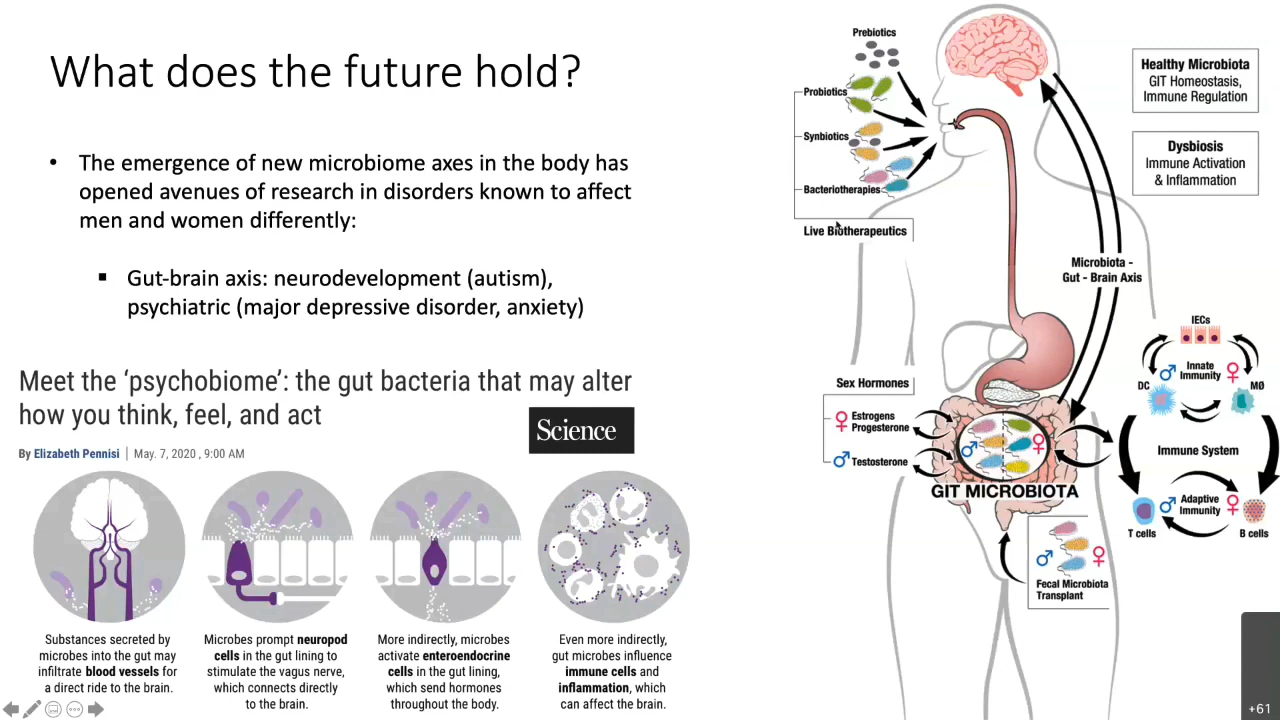 What does the future hold?
• The emergence of new microbiome axes in the body has
opened avenues of research in disorders known to affect
men and women differently:
▪ Gut-brain axis: neurodevelopment (autism),
psychiatric (major depressive disorder, anxiety)
Meet the ‘psychobiome’: the gut bacteria that may alter
how you think, feel, and act
Science
By Elizabeth Pennisi | May. 7, 2020 , 9:00 AM
Substances secreted by
microbes into the gut may
infiltrate blood vessels for
a direct ride to the brain.
Microbes prompt neuropod
cells in the gut lining to
stimulate the vagus nerve,
which connects directly
to the brain.
More indirectly, microbes
activate enteroendocrine
cells in the gut lining,
which send hormones
throughout the body.
Even more indirectly,
gut microbes influence
immune cells and
inflammation, which
can affect the brain.
Prebiotics
Probiotics
Synbiotics
Bacteriotherapies
Live Biotherapeutics
Healthy Microbiota
GIT Homeostasis,
Immune Regulation
Dysbiosis
Immune Activation
& Inflammation
Microbiota -
Gut - Brain Axis
Sex Hormones
♀ Estrogens
Progesterone
♂ Testosterone
♂ ♀
GIT MICROBIOTA
IECs
♂ Innate ♀
Immunity
DC
MØ
Immune System
♂ Adaptive ♀
Immunity
T cells
B cells
♂ ♀
Fecal Microbiota
Transplant
+61